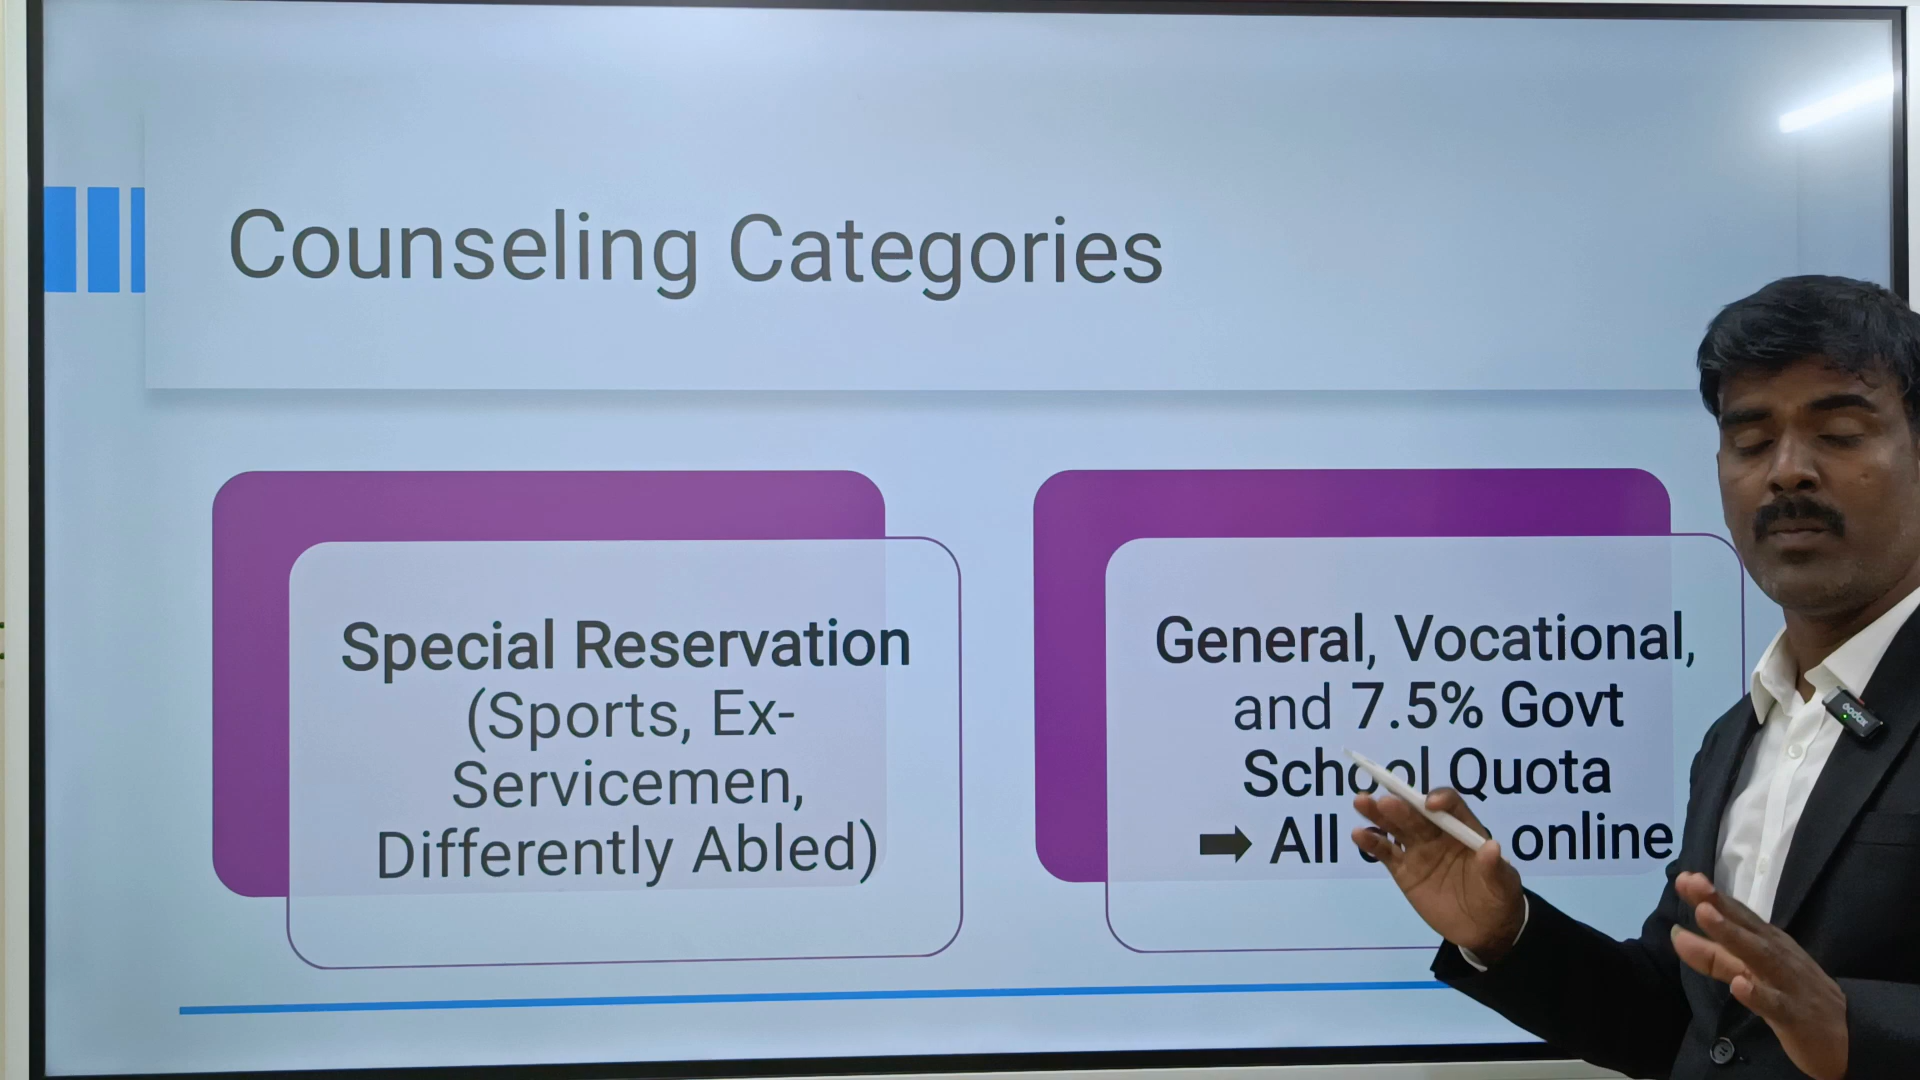 Counseling Categories
Special Reservation
(Sports, Ex-
Servicemen,
Differently Abled)
General, Vocational,
and 7.5% Govt
School Quota
➡ All online
Godox